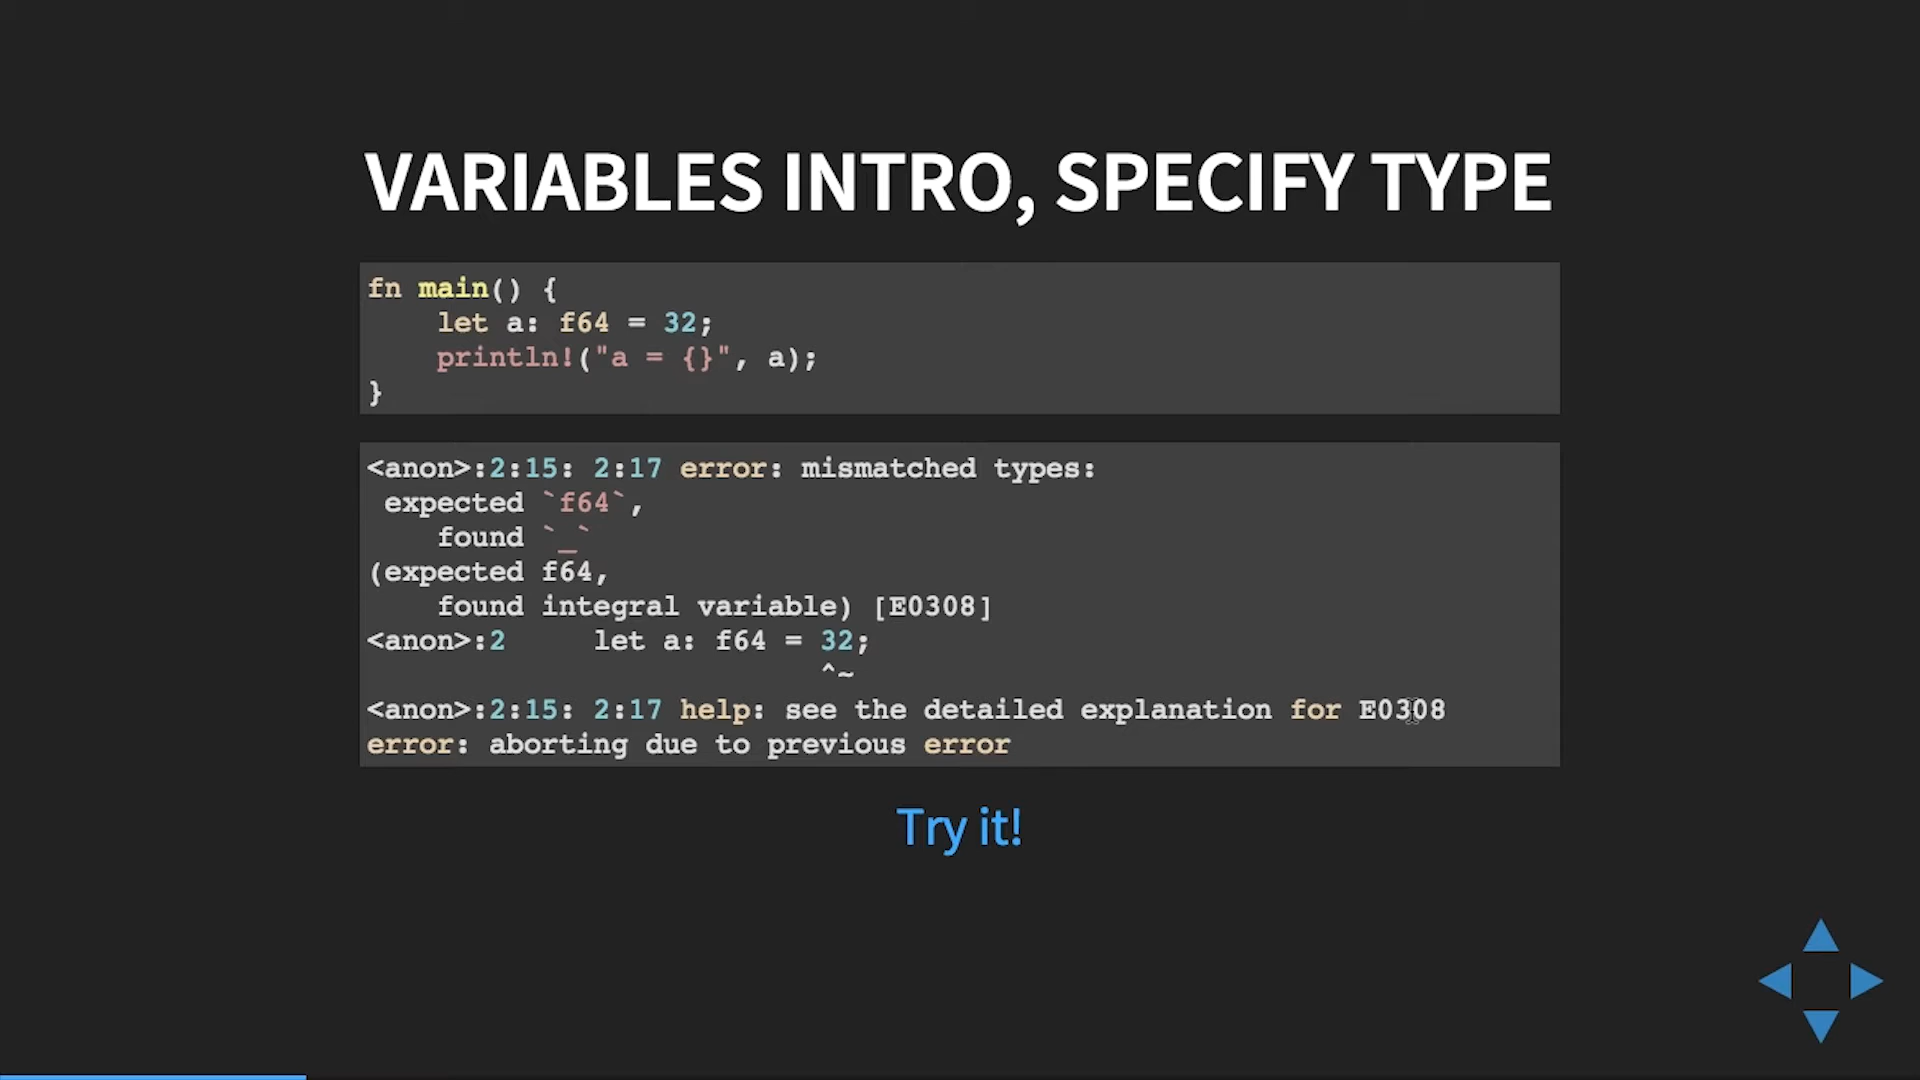 VARIABLES INTRO, SPECIFY TYPE
fn main() {
    let a: f64 = 32;
    println!("a = {}", a);
}
<anon>:2:15: 2:17 error: mismatched types:
 expected `f64`,
    found `_`
(expected f64,
    found integral variable) [E0308]
<anon>:2     let a: f64 = 32;
                          ^~
<anon>:2:15: 2:17 help: see the detailed explanation for E0308
error: aborting due to previous error
Try it!